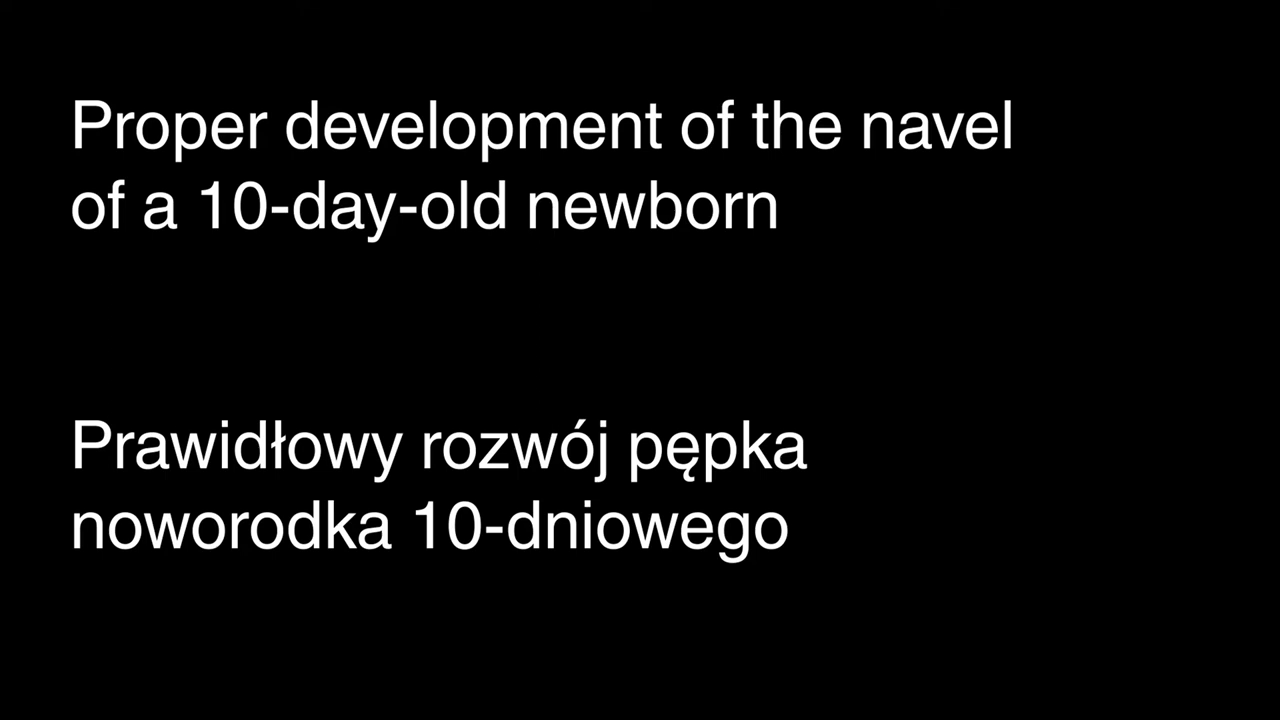 Proper development of the navel
of a 10-day-old newborn
Prawidłowy rozwój pępka
noworodka 10-dniowego